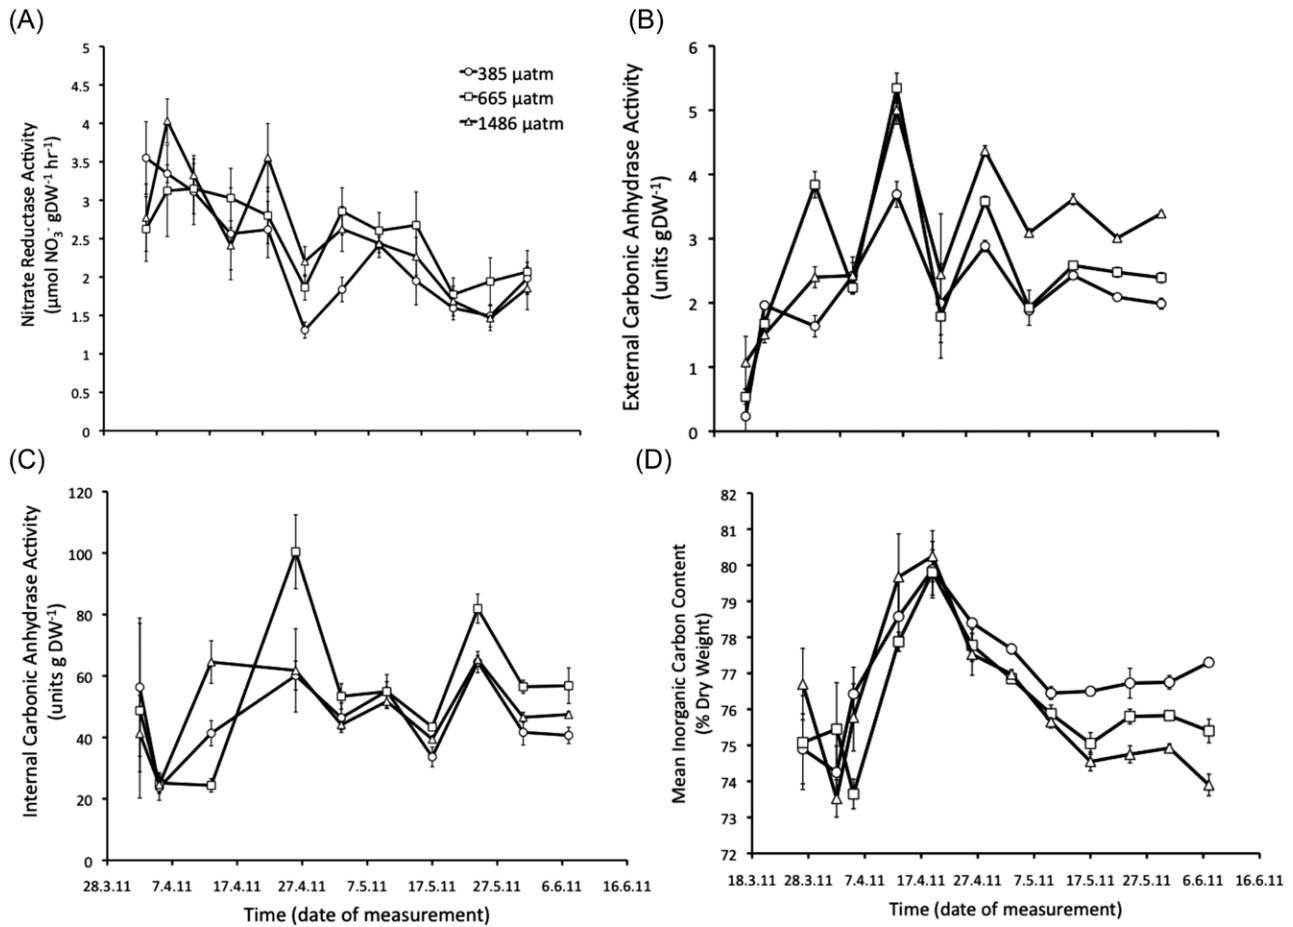 (A)
Nitrate Reductase Activity
(µmol NO3- gDW-1 hr-1)
5
4.5
4
3.5
3
2.5
2
1.5
1
0.5
0
385 µatm
665 µatm
1486 µatm
(B)
External Carbonic Anhydrase Activity
(units gDW-1)
6
5
4
3
2
1
0
(C)
Internal Carbonic Anhydrase Activity
(units g DW-1)
120
100
80
60
40
20
0
28.3.11 7.4.11 17.4.11 27.4.11 7.5.11 17.5.11 27.5.11 6.6.11 16.6.11
Time (date of measurement)
(D)
Mean Inorganic Carbon Content
(% Dry Weight)
82
81
80
79
78
77
76
75
74
73
72
18.3.11 28.3.11 7.4.11 17.4.11 27.4.11 7.5.11 17.5.11 27.5.11 6.6.11 16.6.11
Time (date of measurement)